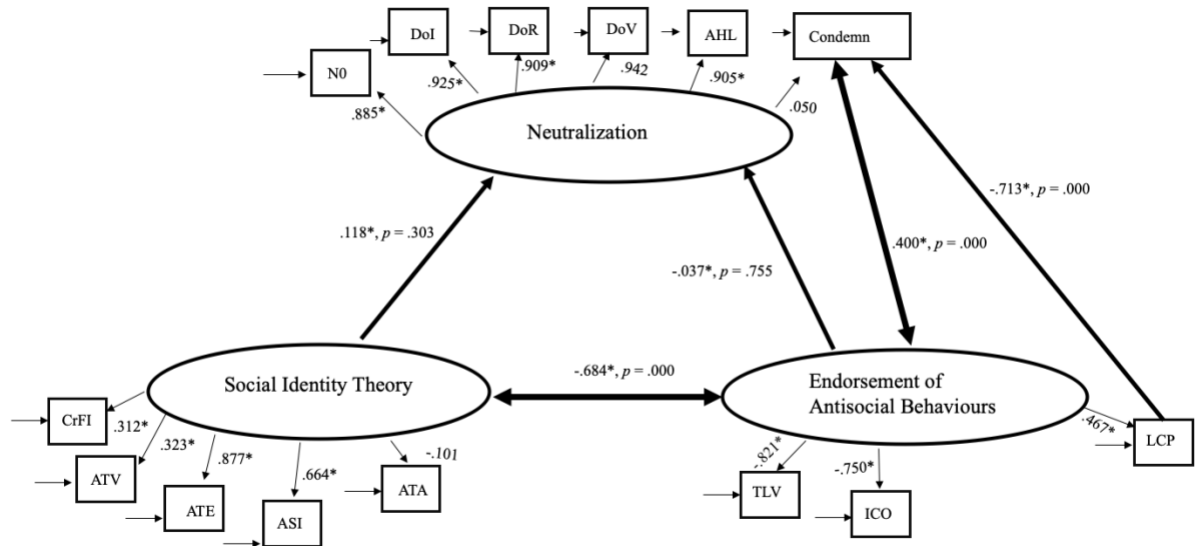 DoI
DoR
DoV
AHL
Condemn
N0
.925*
.909*
.942
.905*
.050
.885*
Neutralization
-.713*, p = .000
.118*, p = .303
.400*, p = .000
-.037*, p = .755
-.684*, p = .000
Social Identity Theory
Endorsement of
Antisocial Behaviours
CrFI
.312*
.323*
.877*
.664*
-.101
-.821*
-.750*
.467*
LCP
ATV
ATE
ASI
ATA
TLV
ICO